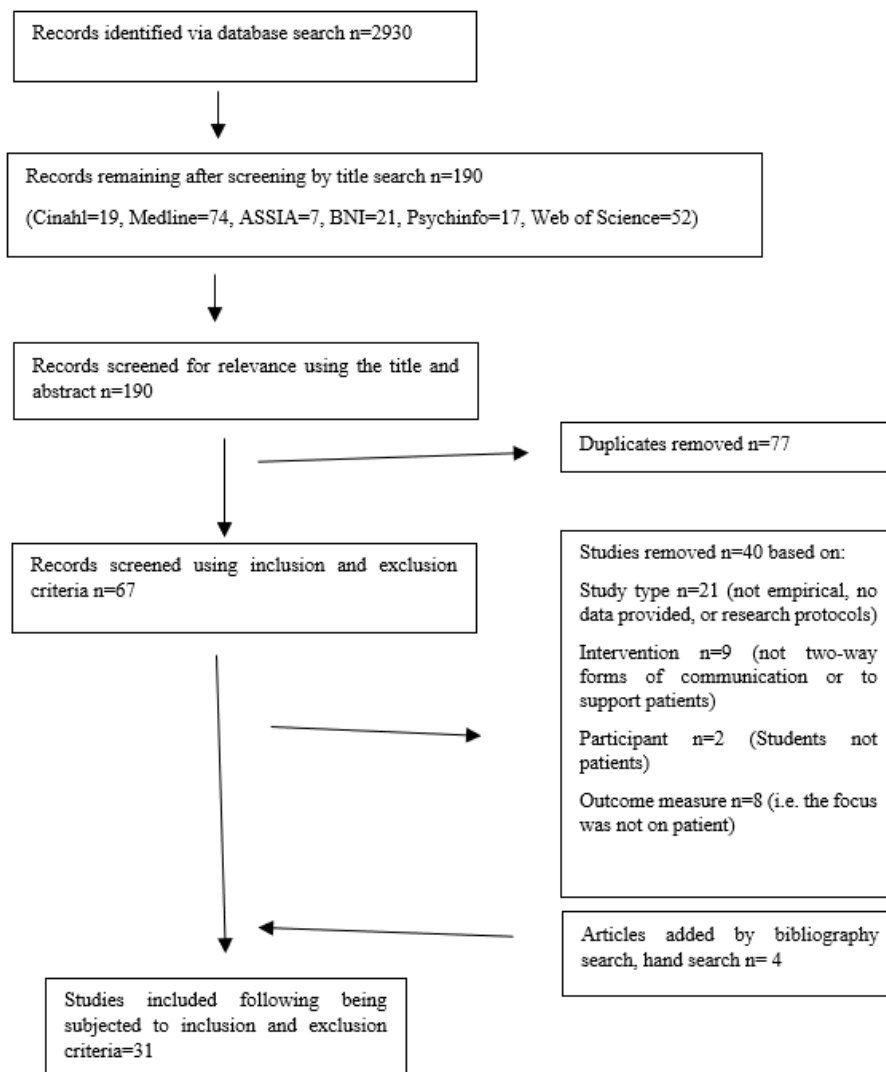 Records identified via database search n=2930
Records remaining after screening by title search n=190
(Cinahl=19, Medline=74, ASSIA=7, BNI=21, Psychinfo=17, Web of Science=52)
Records screened for relevance using the title and
abstract n=190
Duplicates removed n=77
Records screened using inclusion and exclusion
criteria n=67
Studies removed n=40 based on:
Study type n=21 (not empirical, no
data provided, or research protocols)
Intervention n=9 (not two-way
forms of communication or to
support patients)
Participant n=2 (Students not
patients)
Outcome measure n=8 (i.e. the focus
was not on patient)
Articles added by bibliography
search, hand search n= 4
Studies included following being
subjected to inclusion and exclusion
criteria=31